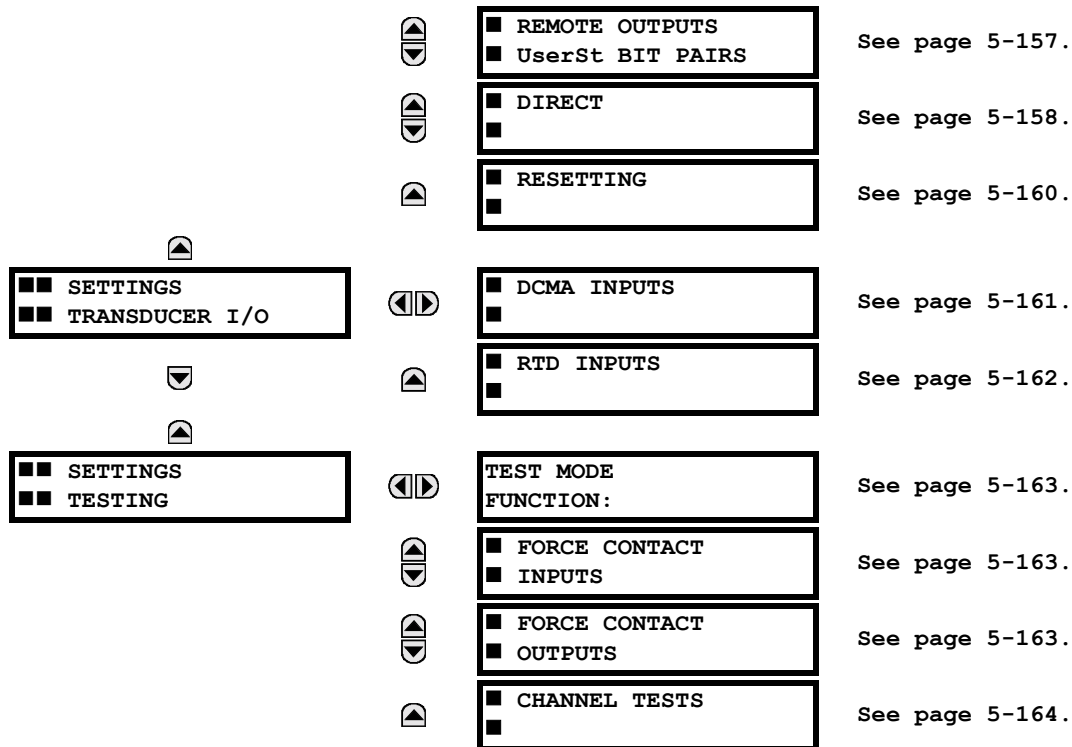 ■ REMOTE OUTPUTS
■ UserSt BIT PAIRS
See page 5-157.
■ DIRECT
■
See page 5-158.
■ RESETTING
■
See page 5-160.
■■ SETTINGS
■■ TRANSDUCER I/O
■ DCMA INPUTS
■
See page 5-161.
■ RTD INPUTS
■
See page 5-162.
■■ SETTINGS
■■ TESTING
TEST MODE
FUNCTION:
See page 5-163.
■ FORCE CONTACT
■ INPUTS
See page 5-163.
■ FORCE CONTACT
■ OUTPUTS
See page 5-163.
■ CHANNEL TESTS
■
See page 5-164.